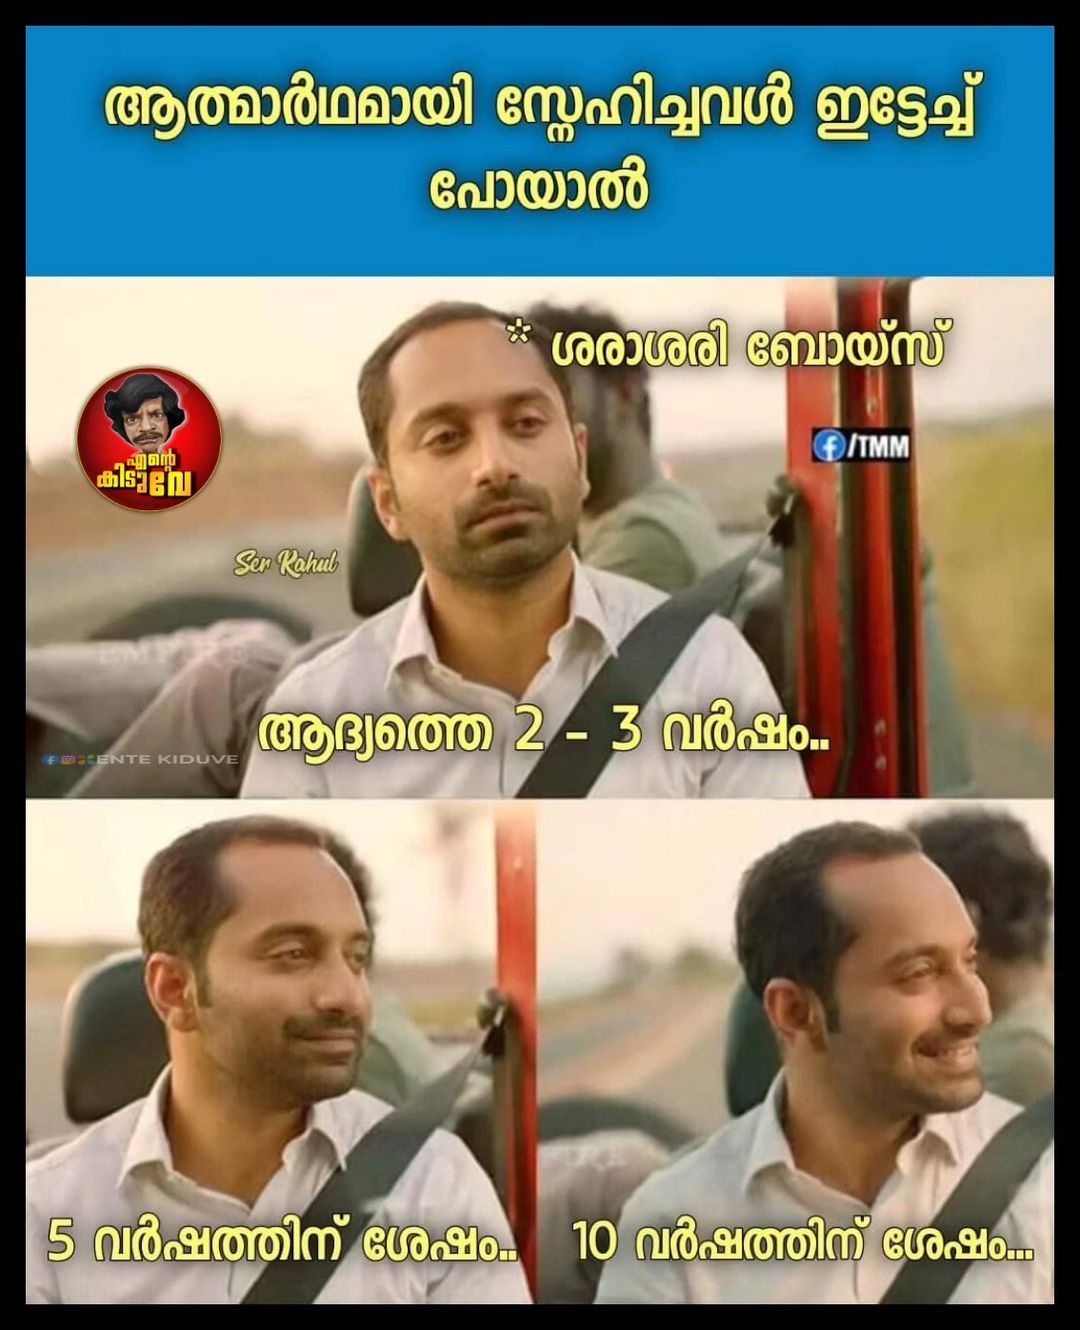 ആത്മാർഥമായി സ്നേഹിച്ചവൾ ഇട്ടേച്ച്
പോയാൽ
* ശരാശരി ബോയ്സ്
f/TMM
എന്റെ
കിടുവേ
Ser Rahul
EMPIRE
ആദ്യത്തെ 2 - 3 വർഷം..
ENTE KIDUVE
5 വർഷത്തിന് ശേഷം..
10 വർഷത്തിന് ശേഷം...